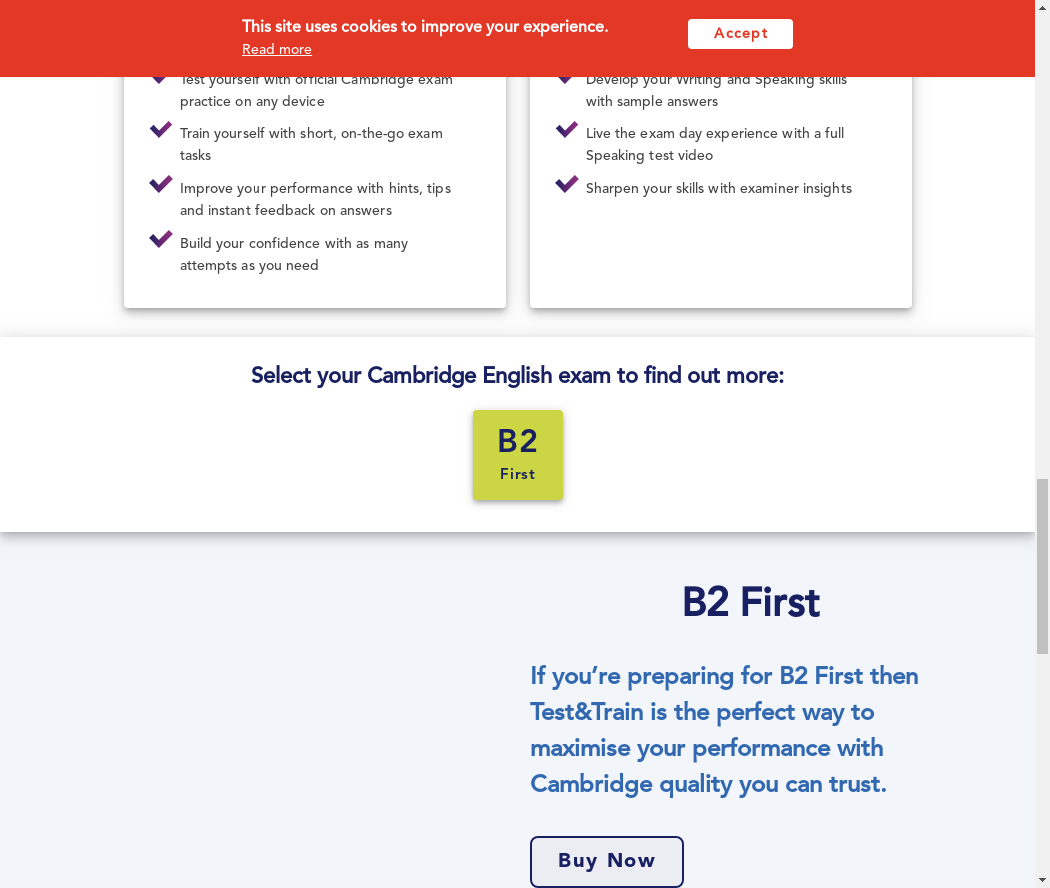 This site uses cookies to improve your experience.
Read more
Accept
Test yourself with official Cambridge exam
practice on any device
Train yourself with short, on-the-go exam
tasks
Improve your performance with hints, tips
and instant feedback on answers
Build your confidence with as many
attempts as you need
Develop your Writing and Speaking skills
with sample answers
Live the exam day experience with a full
Speaking test video
Sharpen your skills with examiner insights
Select your Cambridge English exam to find out more:
B2
First
B2 First
If you’re preparing for B2 First then
Test&Train is the perfect way to
maximise your performance with
Cambridge quality you can trust.
Buy Now